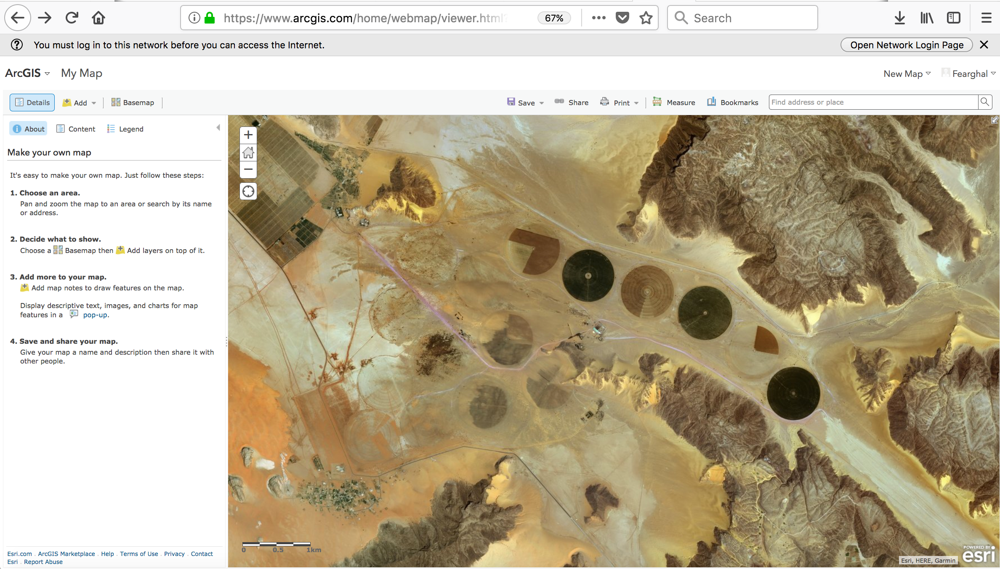 https://www.arcgis.com/home/webmap/viewer.html?
67%
Search
You must log in to this network before you can access the Internet.
Open Network Login Page
ArcGIS
My Map
New Map
Fearghal
Details
Add
Basemap
Save
Share
Print
Measure
Bookmarks
Find address or place
About
Content
Legend
Make your own map
It's easy to make your own map. Just follow these steps:
1. Choose an area.
Pan and zoom the map to an area or search by its name
or address.
2. Decide what to show.
Choose a Basemap then Add layers on top of it.
3. Add more to your map.
Add map notes to draw features on the map.
Display descriptive text, images, and charts for map
features in a pop-up.
4. Save and share your map.
Give your map a name and description then share it with
other people.
0 0.5 1km
Esri.com . ArcGIS Marketplace . Help . Terms of Use . Privacy . Contact
Esri . Report Abuse
Esri, HERE, Garmin
POWERED BY
esri